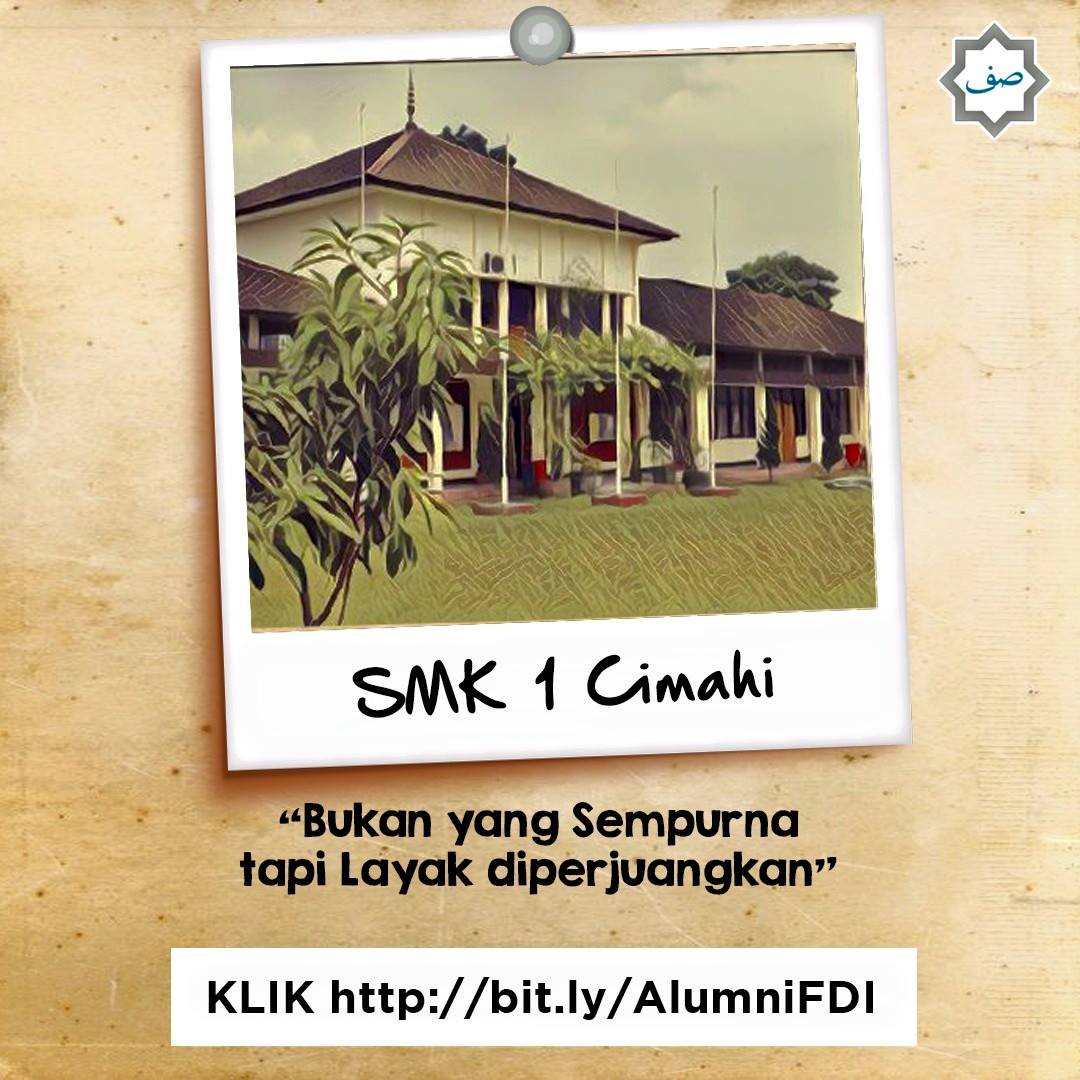 صف
SMK 1 Cimahi
“Bukan yang Sempurna
tapi Layak diperjuangkan”
KLIK http://bit.ly/AlumniFDI